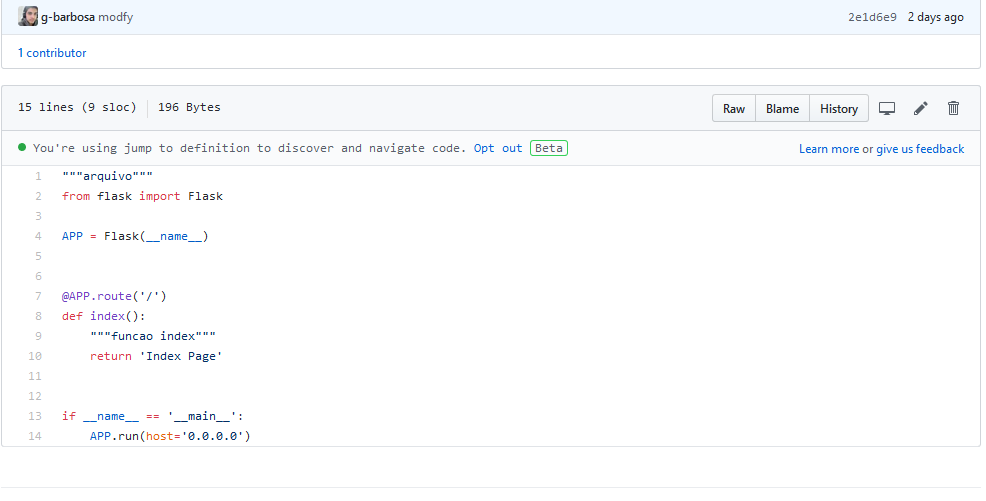 g-barbosa modfy 2e1d6e9 2 days ago
1 contributor
15 lines (9 sloc) 196 Bytes Raw Blame History
You're using jump to definition to discover and navigate code. Opt out Beta Learn more or give us feedback
1 """arquivo"""
2 from flask import Flask
3
4 APP = Flask(__name__)
5
6
7 @APP.route('/')
8 def index():
9     """funcao index"""
10     return 'Index Page'
11
12
13 if __name__ == '__main__':
14     APP.run(host='0.0.0.0')